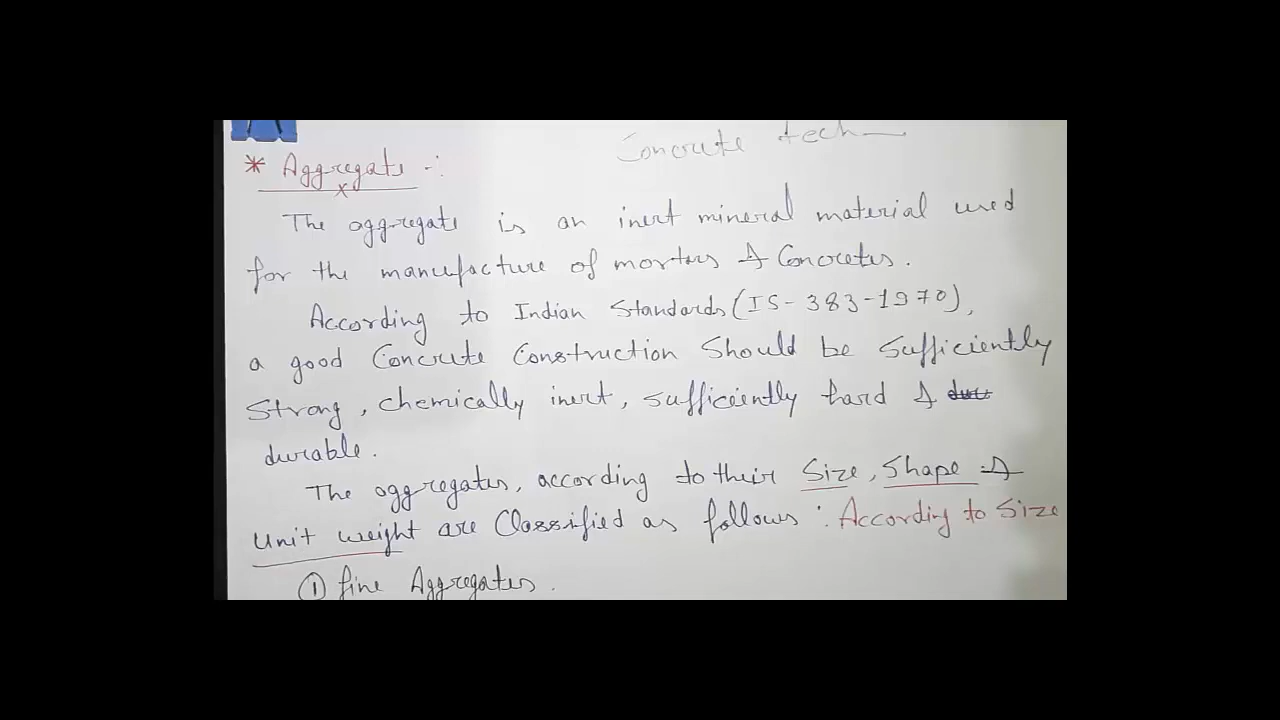 Concrete tech
* Aggregate -:
x
The aggregate is an inert mineral material used
for the manufacture of mortars & Concretes.
According to Indian Standards (IS-383-1970),
a good Concrete Construction Should be Sufficiently
Strong, chemically inert, sufficiently hard &
durable.
The aggregates, according to their Size, Shape &
Unit weight are Classified as follows : According to Size
① fine Aggregates.